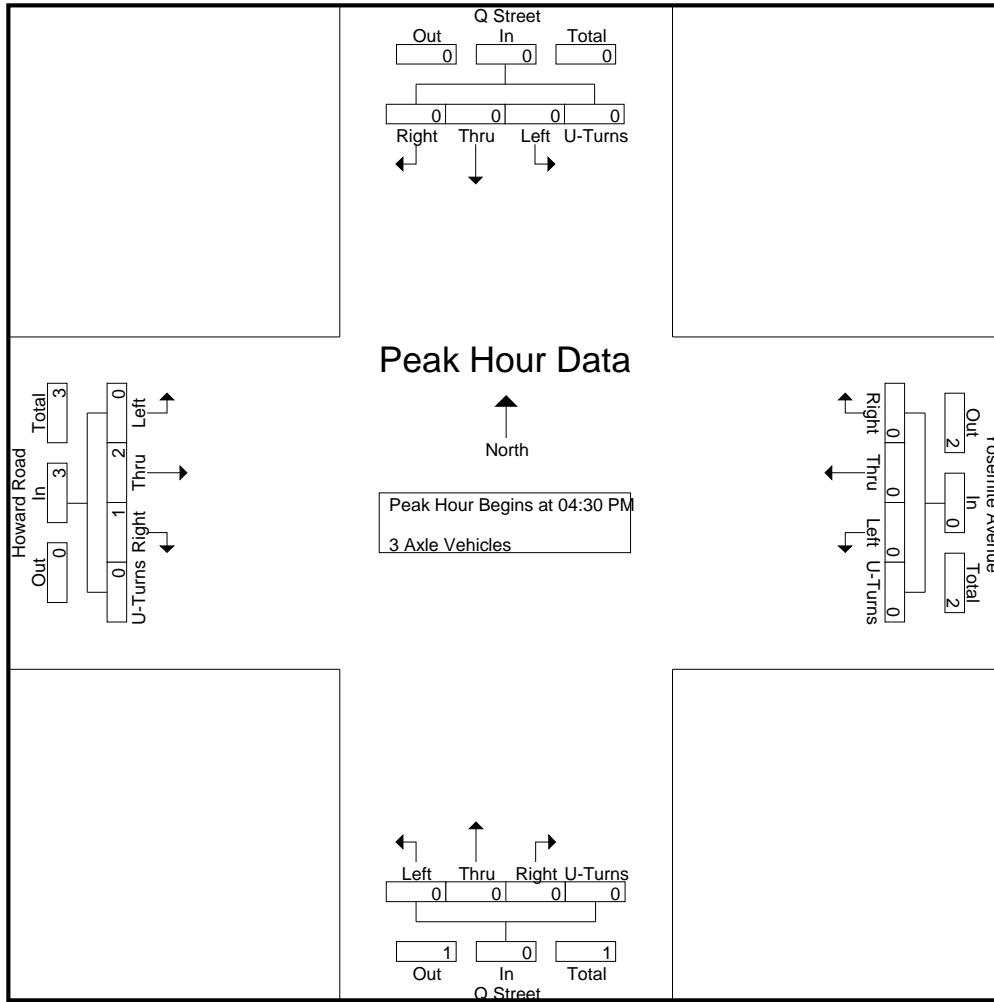 Q Street
Out In Total
0 0 0
0 0 0 0
Right Thru Left U-Turns
Peak Hour Data
North
Peak Hour Begins at 04:30 PM
3 Axle Vehicles
Howard Road
Total In Out
3 3 0
0 2 1 0
Left Thru Right U-Turns
Yosemite Avenue
Out In Total
2 0 2
0 0 0 0
Right Thru Left U-Turns
Left Thru Right U-Turns
0 0 0 0
1 0 1
Out In Total
Q Street